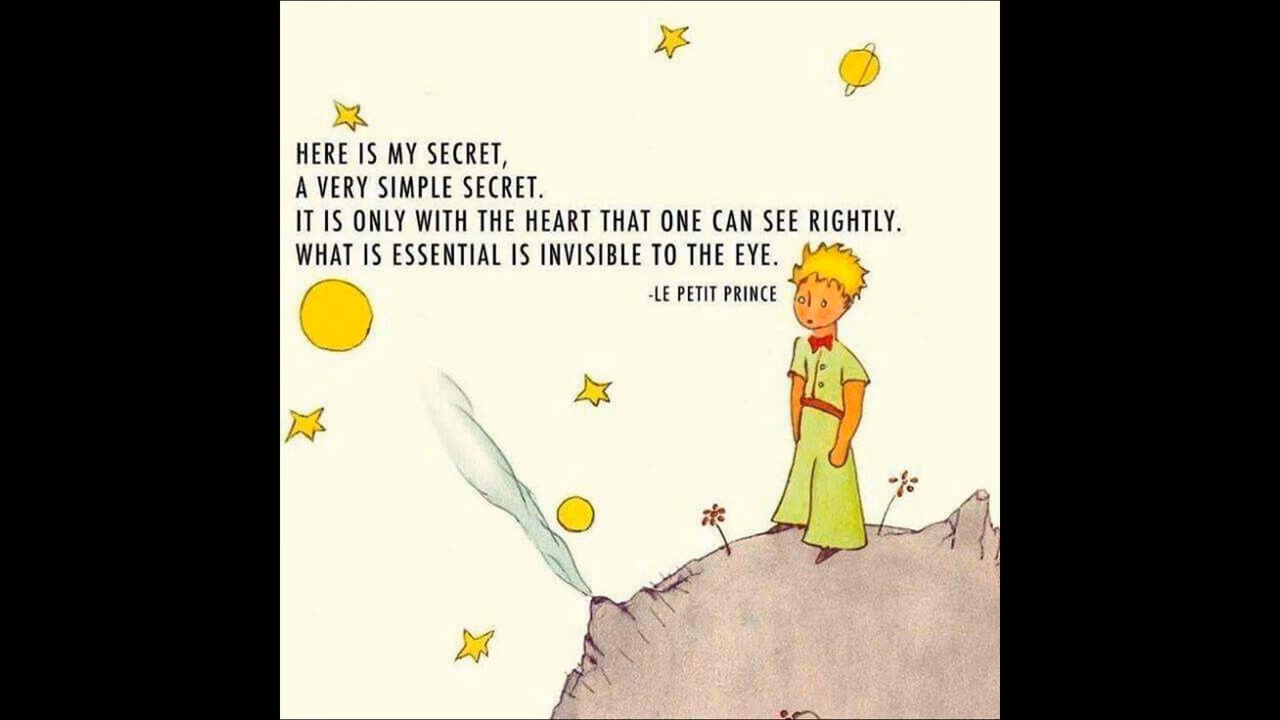 HERE IS MY SECRET,
A VERY SIMPLE SECRET.
IT IS ONLY WITH THE HEART THAT ONE CAN SEE RIGHTLY.
WHAT IS ESSENTIAL IS INVISIBLE TO THE EYE.
-LE PETIT PRINCE